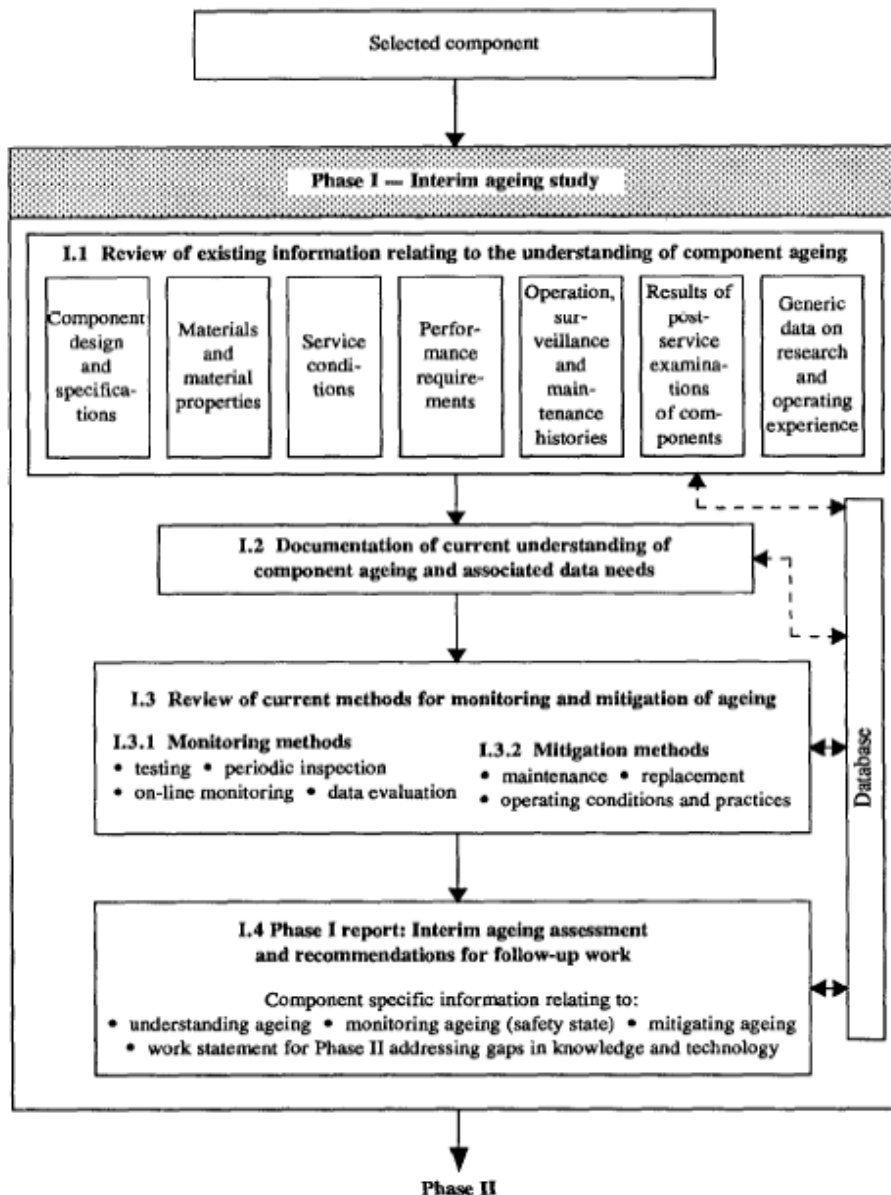 Selected component
Phase I — Interim ageing study
I.1 Review of existing information relating to the understanding of component ageing
Component
design
and
specifica-
tions
Materials
and
material
properties
Service
conditions
Perfor-
mance
require-
ments
Operation,
sur-
veillance
and
main-
tenance
histories
Results of
post-
service
examina-
tions
of com-
ponents
Generic
data on
research
and
operating
experience
I.2 Documentation of current understanding of
component ageing and associated data needs
I.3 Review of current methods for monitoring and mitigation of ageing
I.3.1 Monitoring methods
• testing • periodic inspection
• on-line monitoring • data evaluation
I.3.2 Mitigation methods
• maintenance • replacement
• operating conditions and practices
Database
I.4 Phase I report: Interim ageing assessment
and recommendations for follow-up work
Component specific information relating to:
• understanding ageing • monitoring ageing (safety state) • mitigating ageing
• work statement for Phase II addressing gaps in knowledge and technology
Phase II